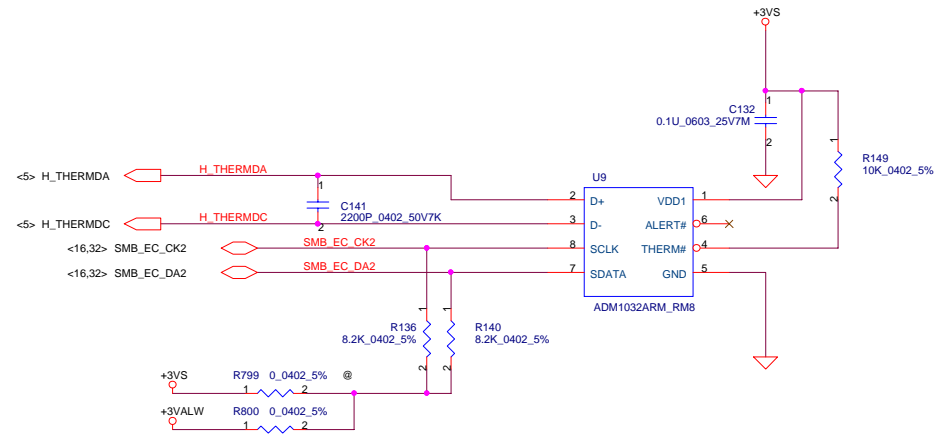 +3VS
C132
0.1U_0603_25V7M
1
2
R149
10K_0402_5%
1
2
<5> H_THERMDA
H_THERMDA
1
C141
2200P_0402_50V7K
2
<5> H_THERMDC
H_THERMDC
<16,32> SMB_EC_CK2
SMB_EC_CK2
<16,32> SMB_EC_DA2
SMB_EC_DA2
U9
2 D+ VDD1 1
3 D- ALERT# 6
8 SCLK THERM# 4
7 SDATA GND 5
ADM1032ARM_RM8
R136
8.2K_0402_5%
1
2
R140
8.2K_0402_5%
1
2
+3VS
R799 0_0402_5% @
1 2
+3VALW
R800 0_0402_5%
1 2